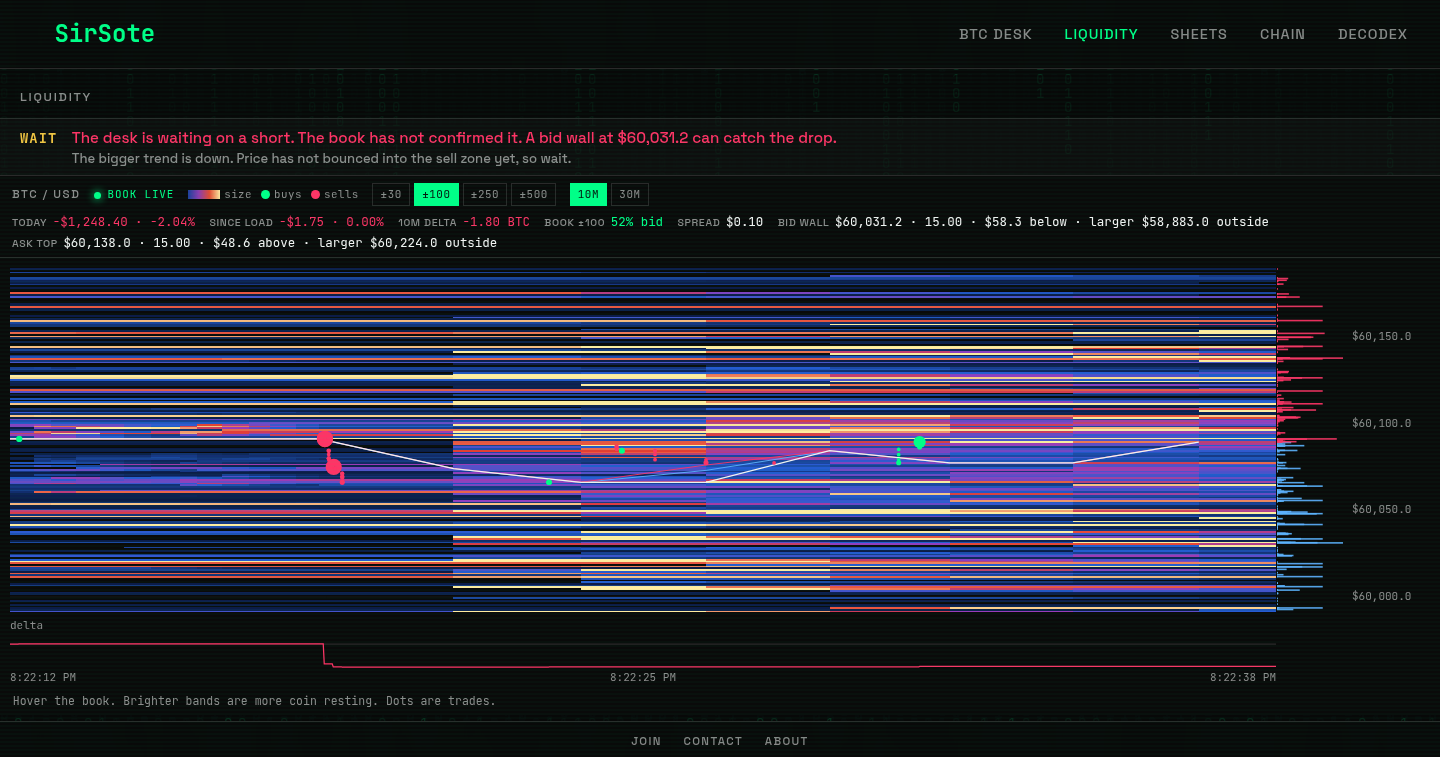 SirSote
BTC DESK LIQUIDITY SHEETS CHAIN DECODEX
LIQUIDITY
WAIT The desk is waiting on a short. The book has not confirmed it. A bid wall at $60,031.2 can catch the drop.
The bigger trend is down. Price has not bounced into the sell zone yet, so wait.
BTC / USD BOOK LIVE size buys sells ±30 ±100 ±250 ±500 10M 30M
TODAY -$1,248.40 · -2.04% SINCE LOAD -$1.75 · 0.00% 10M DELTA -1.80 BTC BOOK ±100 52% bid SPREAD $0.10 BID WALL $60,031.2 · 15.00 · $58.3 below · larger $58,883.0 outside
ASK TOP $60,138.0 · 15.00 · $48.6 above · larger $60,224.0 outside
$60,150.0
$60,100.0
$60,050.0
$60,000.0
delta
8:22:12 PM 8:22:25 PM 8:22:38 PM
Hover the book. Brighter bands are more coin resting. Dots are trades.
JOIN CONTACT ABOUT